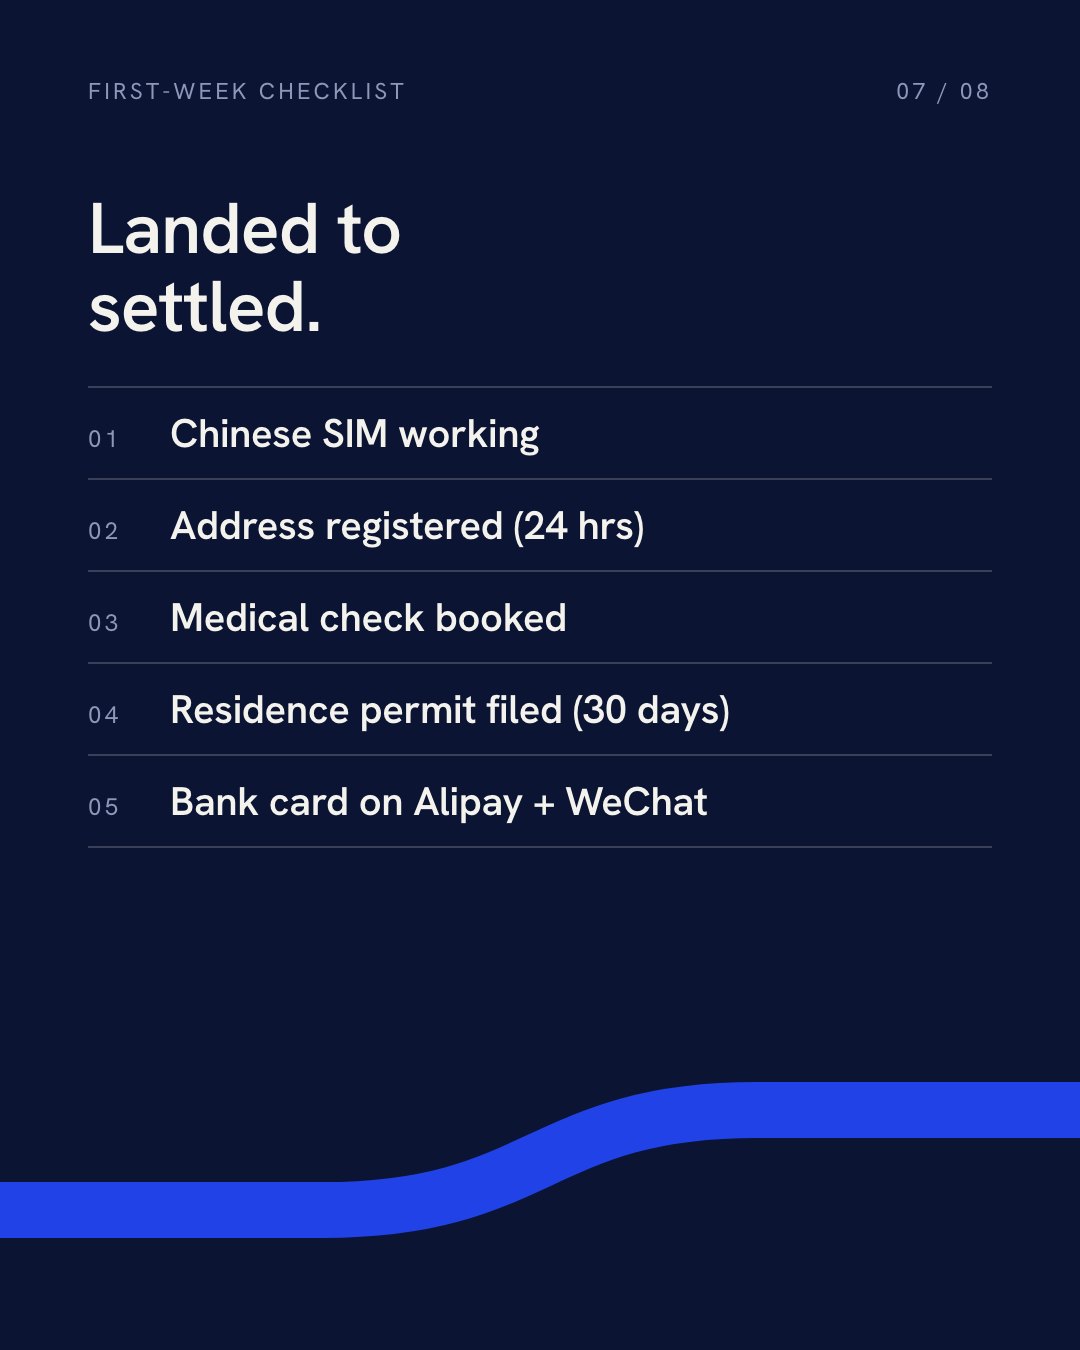 FIRST-WEEK CHECKLIST 07 / 08
Landed to
settled.
01 Chinese SIM working
02 Address registered (24 hrs)
03 Medical check booked
04 Residence permit filed (30 days)
05 Bank card on Alipay + WeChat